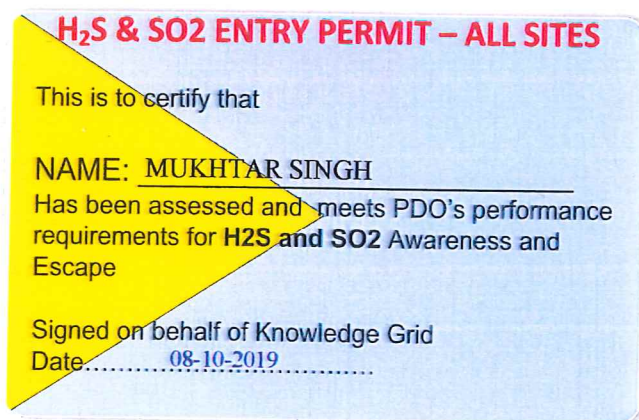 H₂S & SO2 ENTRY PERMIT – ALL SITES
This is to certify that
NAME: MUKHTAR SINGH
Has been assessed and meets PDO's performance
requirements for H2S and SO2 Awareness and
Escape
Signed on behalf of Knowledge Grid
Date..........08-10-2019..........